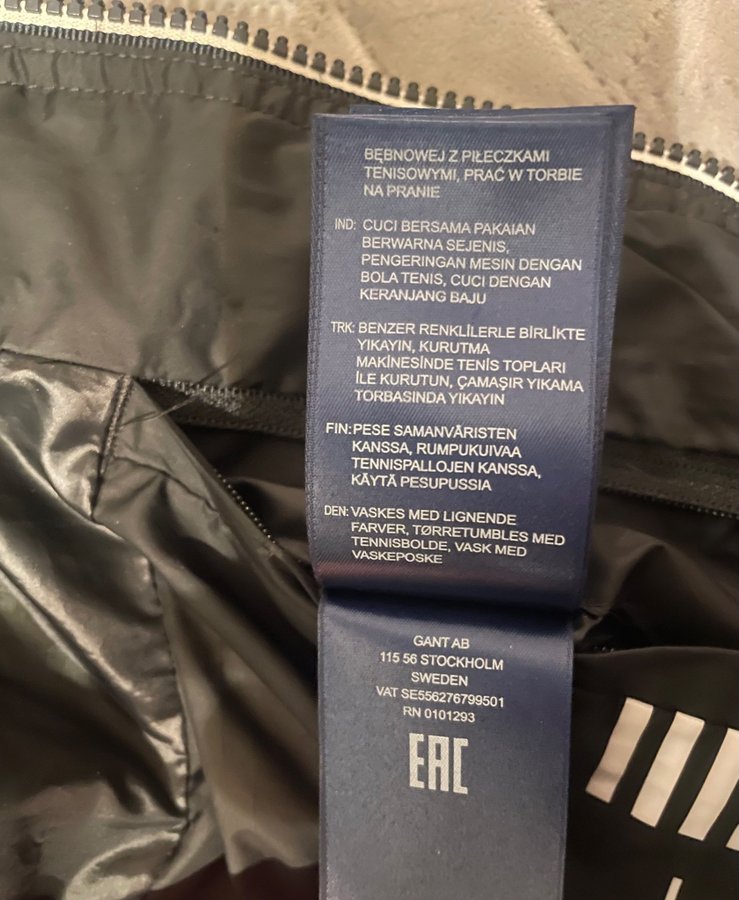 BĘBNOWEJ Z PIŁECZKAMI
TENISOWYMI, PRAĆ W TORBIE
NA PRANIE
IND: CUCI BERSAMA PAKAIAN
BERWARNA SEJENIS,
PENGERINGAN MESIN DENGAN
BOLA TENIS, CUCI DENGAN
KERANJANG BAJU
TRK: BENZER RENKLİLERLE BİRLİKTE
YIKAYIN, KURUTMA
MAKİNESİNDE TENİS TOPLARI
İLE KURUTUN, ÇAMAŞIR YIKAMA
TORBASINDA YIKAYIN
FIN: PESE SAMANVÄRISTEN
KANSSA, RUMPUKUIVAA
TENNISPALLOJEN KANSSA,
KÄYTÄ PESUPUSSIA
DEN: VASKES MED LIGNENDE
FARVER, TØRRETUMBLES MED
TENNISBOLDE, VASK MED
VASKEPOSKE
GANT AB
115 56 STOCKHOLM
SWEDEN
VAT SE556276799501
RN 0101293
EAC